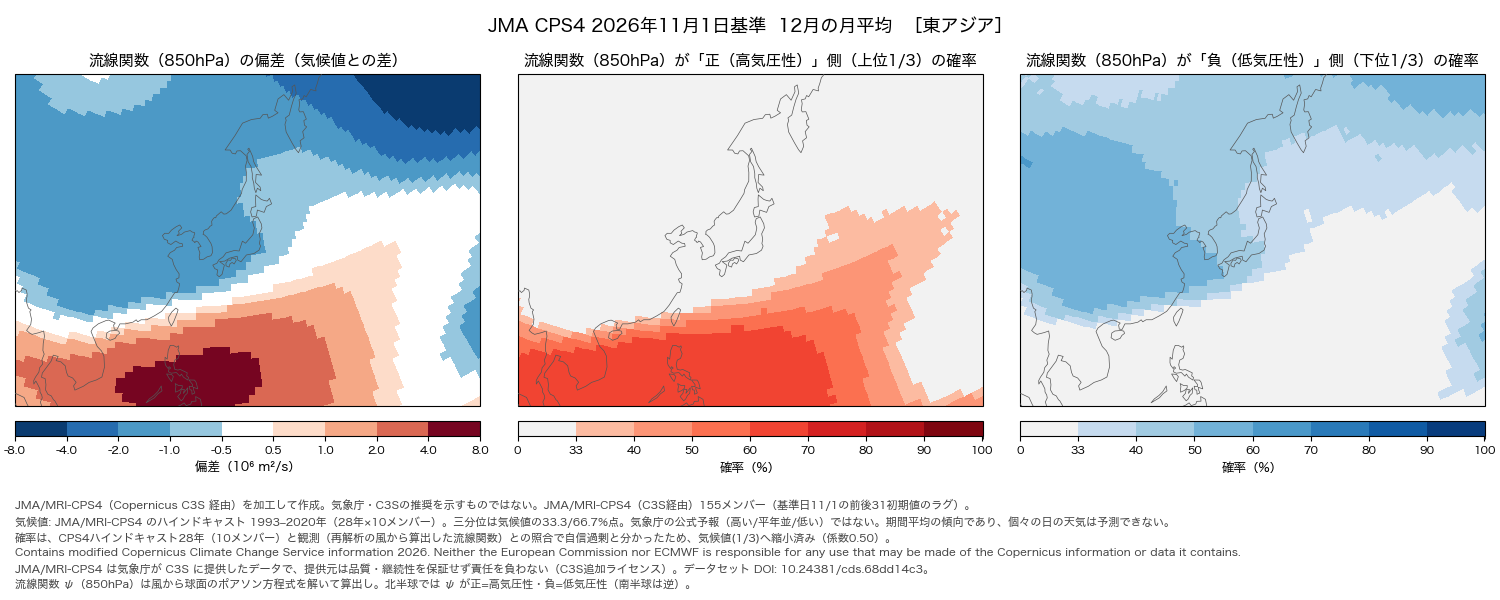 JMA CPS4 2026年11月1日基準 12月の月平均 ［東アジア］
流線関数（850hPa）の偏差（気候値との差）
流線関数（850hPa）が「正（高気圧性）」側（上位1/3）の確率
流線関数（850hPa）が「負（低気圧性）」側（下位1/3）の確率
-8.0 -4.0 -2.0 -1.0 -0.5 0.5 1.0 2.0 4.0 8.0
偏差（10⁶ m²/s）
0 33 40 50 60 70 80 90 100
確率（%）
0 33 40 50 60 70 80 90 100
確率（%）
JMA/MRI-CPS4（Copernicus C3S 経由）を加工して作成。気象庁・C3Sの推奨を示すものではない。JMA/MRI-CPS4（C3S経由）155メンバー（基準日11/1の前後31初期値のラグ）。
気候値: JMA/MRI-CPS4 のハインドキャスト 1993–2020年（28年×10メンバー）。三分位は気候値の33.3/66.7%点。気象庁の公式予報（高い/平年並/低い）ではない。期間平均の傾向であり、個々の日の天気は予測できない。
確率は、CPS4ハインドキャスト28年（10メンバー）と観測（再解析の風から算出した流線関数）との照合で自信過剰と分かったため、気候値(1/3)へ縮小済み（係数0.50）。
Contains modified Copernicus Climate Change Service information 2026. Neither the European Commission nor ECMWF is responsible for any use that may be made of the Copernicus information or data it contains.
JMA/MRI-CPS4 は気象庁が C3S に提供したデータで、提供元は品質・継続性を保証せず責任を負わない（C3S追加ライセンス）。データセット DOI: 10.24381/cds.68dd14c3。
流線関数 ψ（850hPa）は風から球面のポアソン方程式を解いて算出し。北半球では ψ が正=高気圧性・負=低気圧性（南半球は逆）。